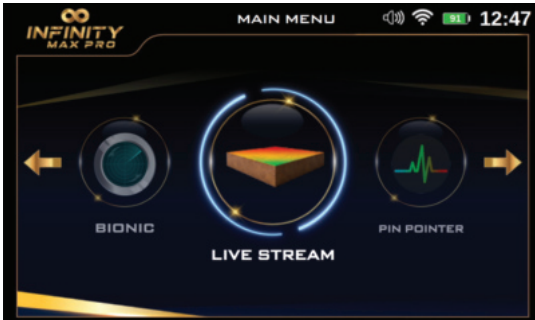 INFINITY
MAX PRO
MAIN MENU
91
12:47
BIONIC
LIVE STREAM
PIN POINTER